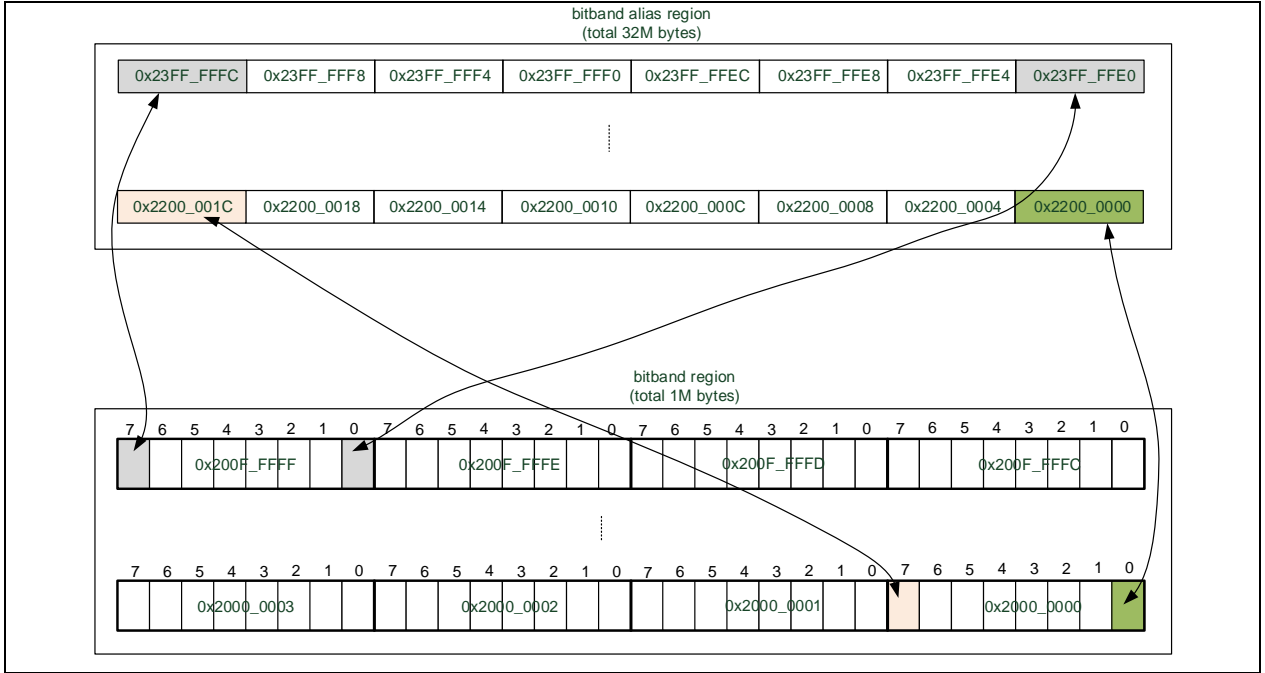 bitband alias region
(total 32M bytes)
0x23FF_FFFC 0x23FF_FFF8 0x23FF_FFF4 0x23FF_FFF0 0x23FF_FFEC 0x23FF_FFE8 0x23FF_FFE4 0x23FF_FFE0
0x2200_001C 0x2200_0018 0x2200_0014 0x2200_0010 0x2200_000C 0x2200_0008 0x2200_0004 0x2200_0000
bitband region
(total 1M bytes)
7 6 5 4 3 2 1 0 7 6 5 4 3 2 1 0 7 6 5 4 3 2 1 0 7 6 5 4 3 2 1 0
0x200F_FFFF 0x200F_FFFE 0x200F_FFFD 0x200F_FFFC
7 6 5 4 3 2 1 0 7 6 5 4 3 2 1 0 7 6 5 4 3 2 1 0 7 6 5 4 3 2 1 0
0x2000_0003 0x2000_0002 0x2000_0001 0x2000_0000